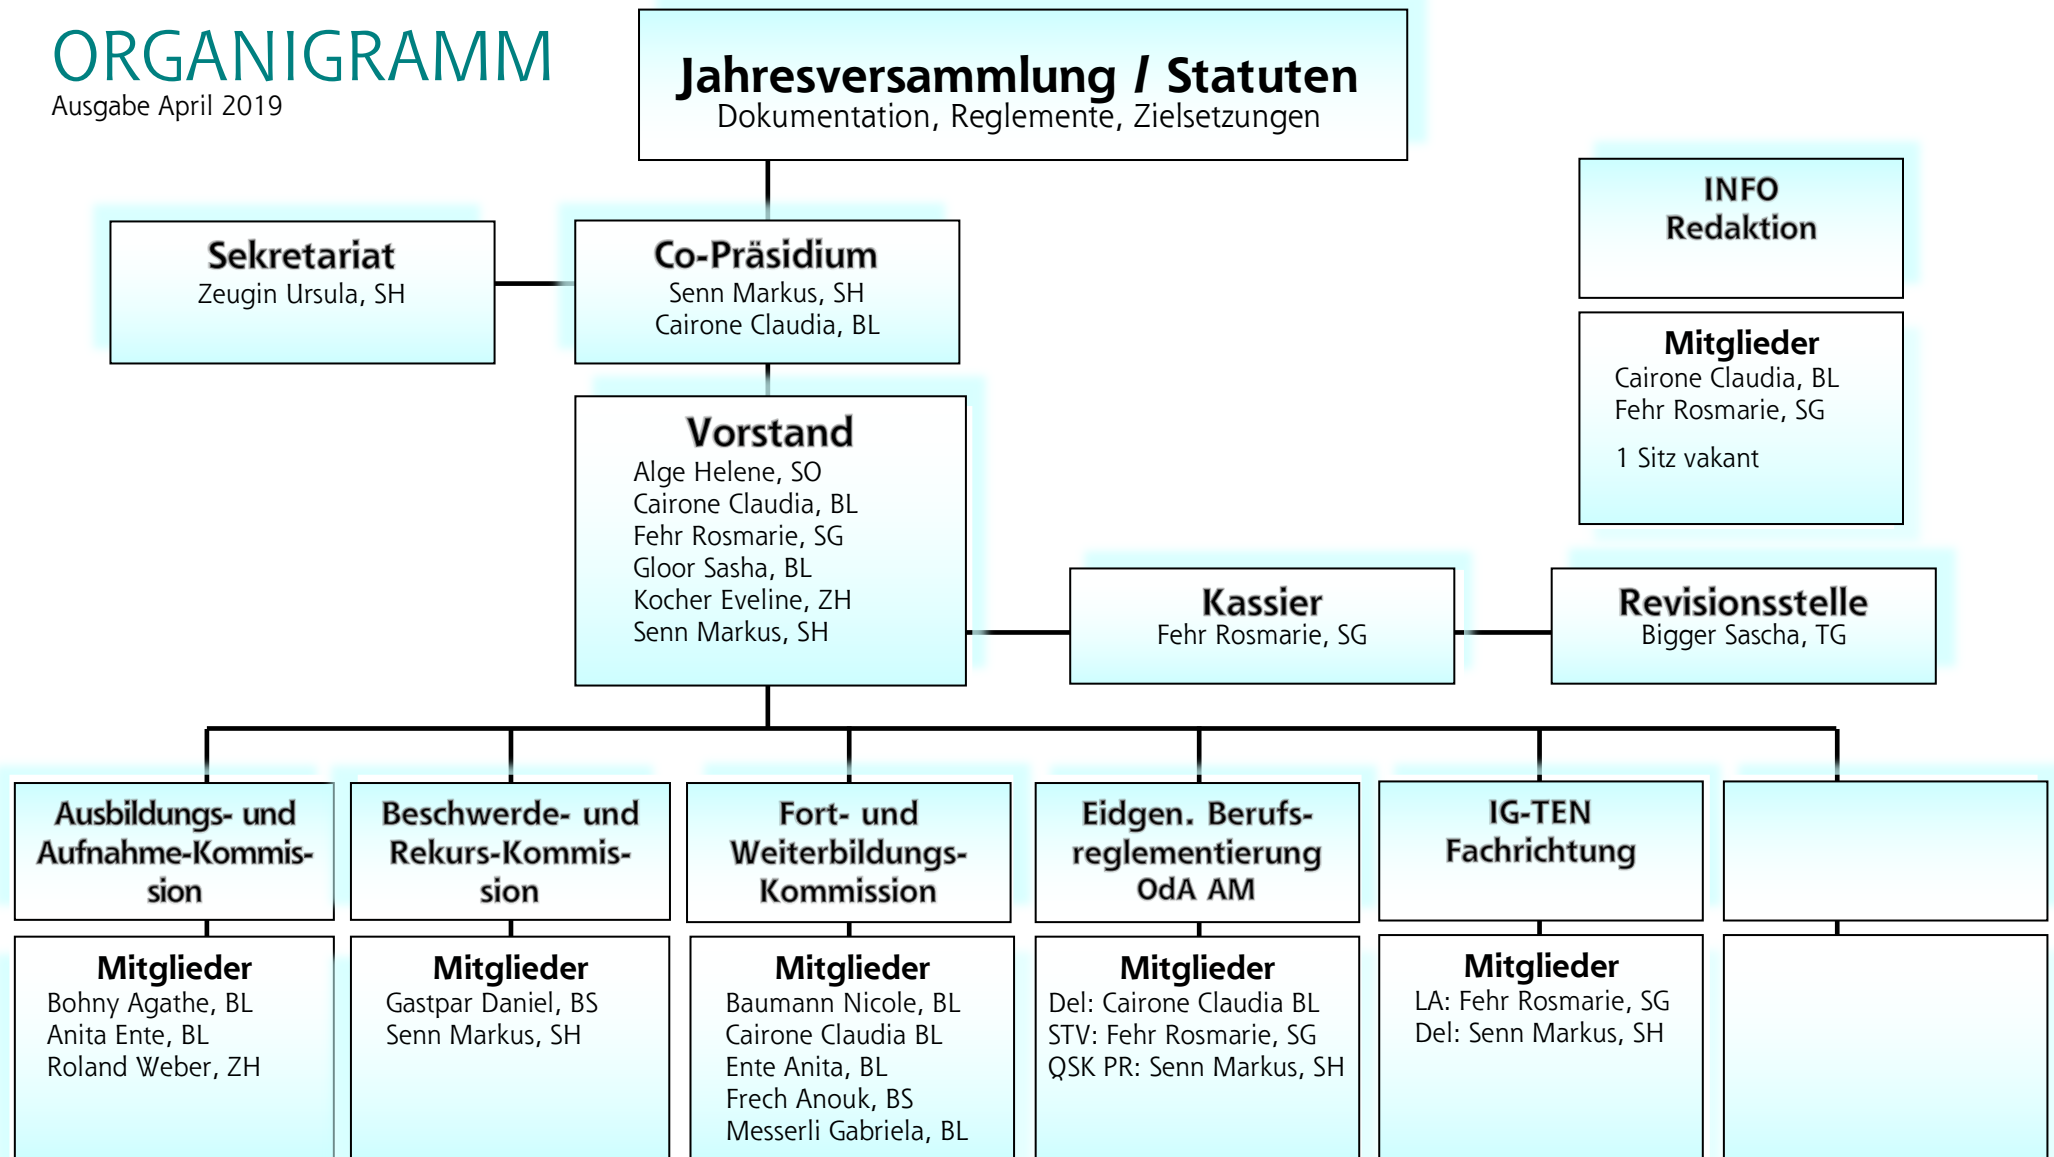 ORGANIGRAMM
Ausgabe April 2019
Jahresversammlung / Statuten
Dokumentation, Reglemente, Zielsetzungen
INFO
Redaktion
Mitglieder
Cairone Claudia, BL
Fehr Rosmarie, SG
1 Sitz vakant
Sekretariat
Zeugin Ursula, SH
Co-Präsidium
Senn Markus, SH
Cairone Claudia, BL
Vorstand
Alge Helene, SO
Cairone Claudia, BL
Fehr Rosmarie, SG
Gloor Sasha, BL
Kocher Eveline, ZH
Senn Markus, SH
Kassier
Fehr Rosmarie, SG
Revisionsstelle
Bigger Sascha, TG
Ausbildungs- und
Aufnahme-Kommis-
sion
Mitglieder
Bohny Agathe, BL
Anita Ente, BL
Roland Weber, ZH
Beschwerde- und
Rekurs-Kommis-
sion
Mitglieder
Gastpar Daniel, BS
Senn Markus, SH
Fort- und
Weiterbildungs-
Kommission
Mitglieder
Baumann Nicole, BL
Cairone Claudia BL
Ente Anita, BL
Frech Anouk, BS
Messerli Gabriela, BL
Eidgen. Berufs-
reglementierung
OdA AM
Mitglieder
Del: Cairone Claudia BL
STV: Fehr Rosmarie, SG
QSK PR: Senn Markus, SH
IG-TEN
Fachrichtung
Mitglieder
LA: Fehr Rosmarie, SG
Del: Senn Markus, SH